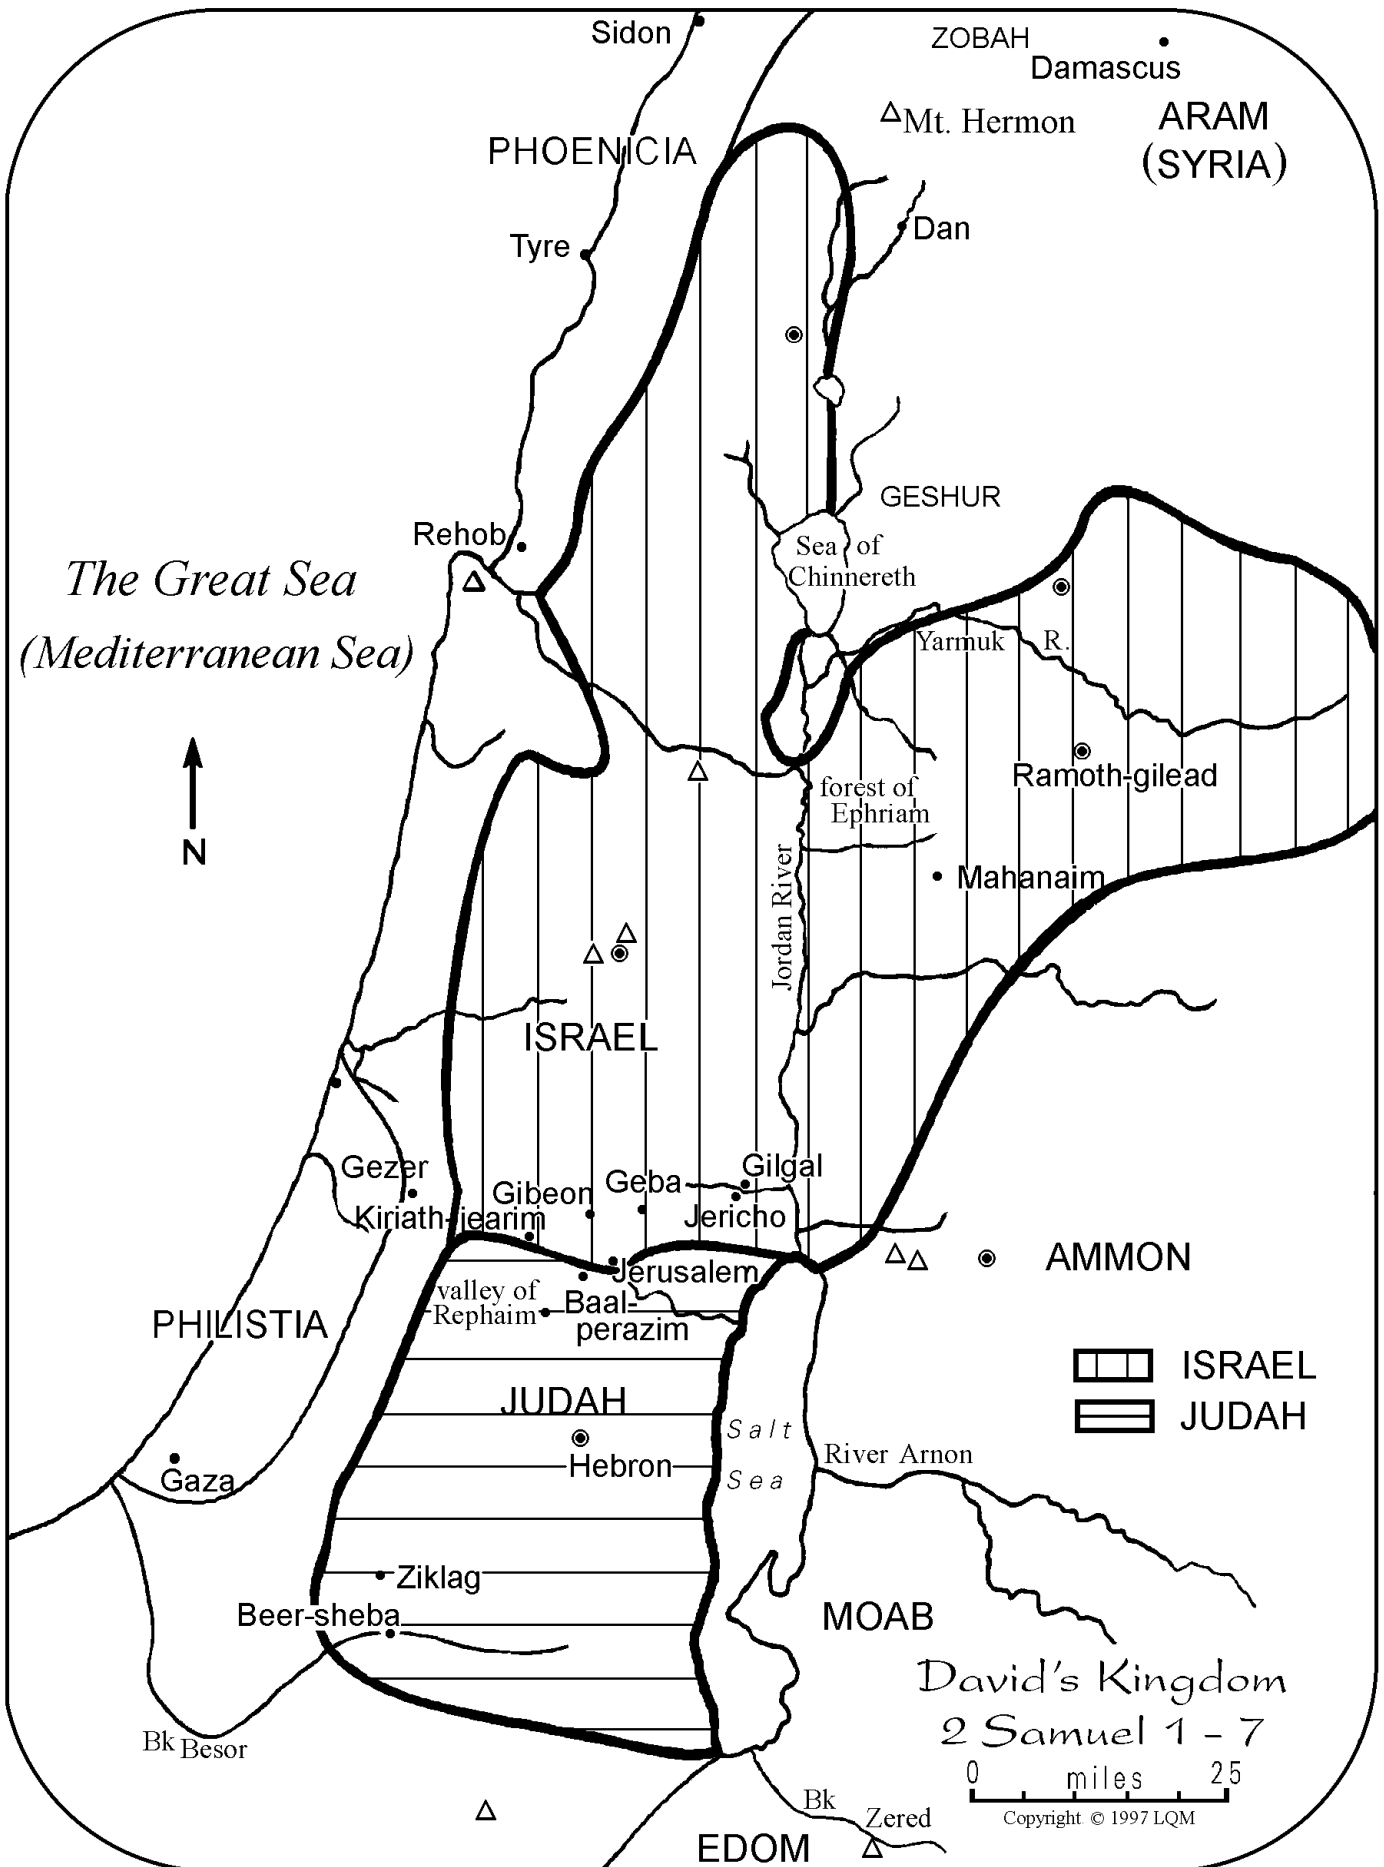 Sidon
ZOBAH
Damascus
Mt. Hermon
ARAM
(SYRIA)
PHOENICIA
Dan
Tyre
GESHUR
Rehob
Sea of
Chinnereth
The Great Sea
(Mediterranean Sea)
Yarmuk R.
N
Ramoth-gilead
forest of
Ephriam
Mahanaim
Jordan River
ISRAEL
Gezer
Gilgal
Geba
Gibeon
Kiriath-jearim
Jericho
AMMON
Jerusalem
valley of
Rephaim
Baal-
perazim
PHILISTIA
ISRAEL
JUDAH
JUDAH
Salt
Sea
Hebron
River Arnon
Gaza
Ziklag
Beer-sheba
MOAB
David's Kingdom
2 Samuel 1 - 7
Bk Besor
0 miles 25
Copyright © 1997 LQM
Bk Zered
EDOM